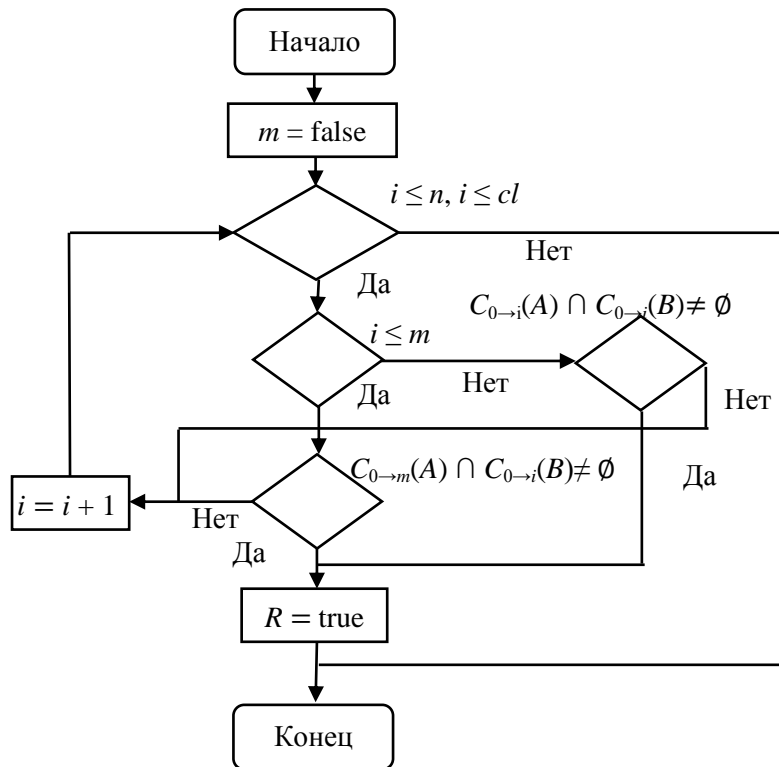 Начало
m = false
i ≤ n, i ≤ cl
Нет
Да
C₀→i(A) ∩ C₀→i(B) ≠ ∅
i ≤ m
Нет
Да
Нет
C₀→m(A) ∩ C₀→i(B) ≠ ∅
Да
i = i + 1
Нет
Да
R = true
Конец